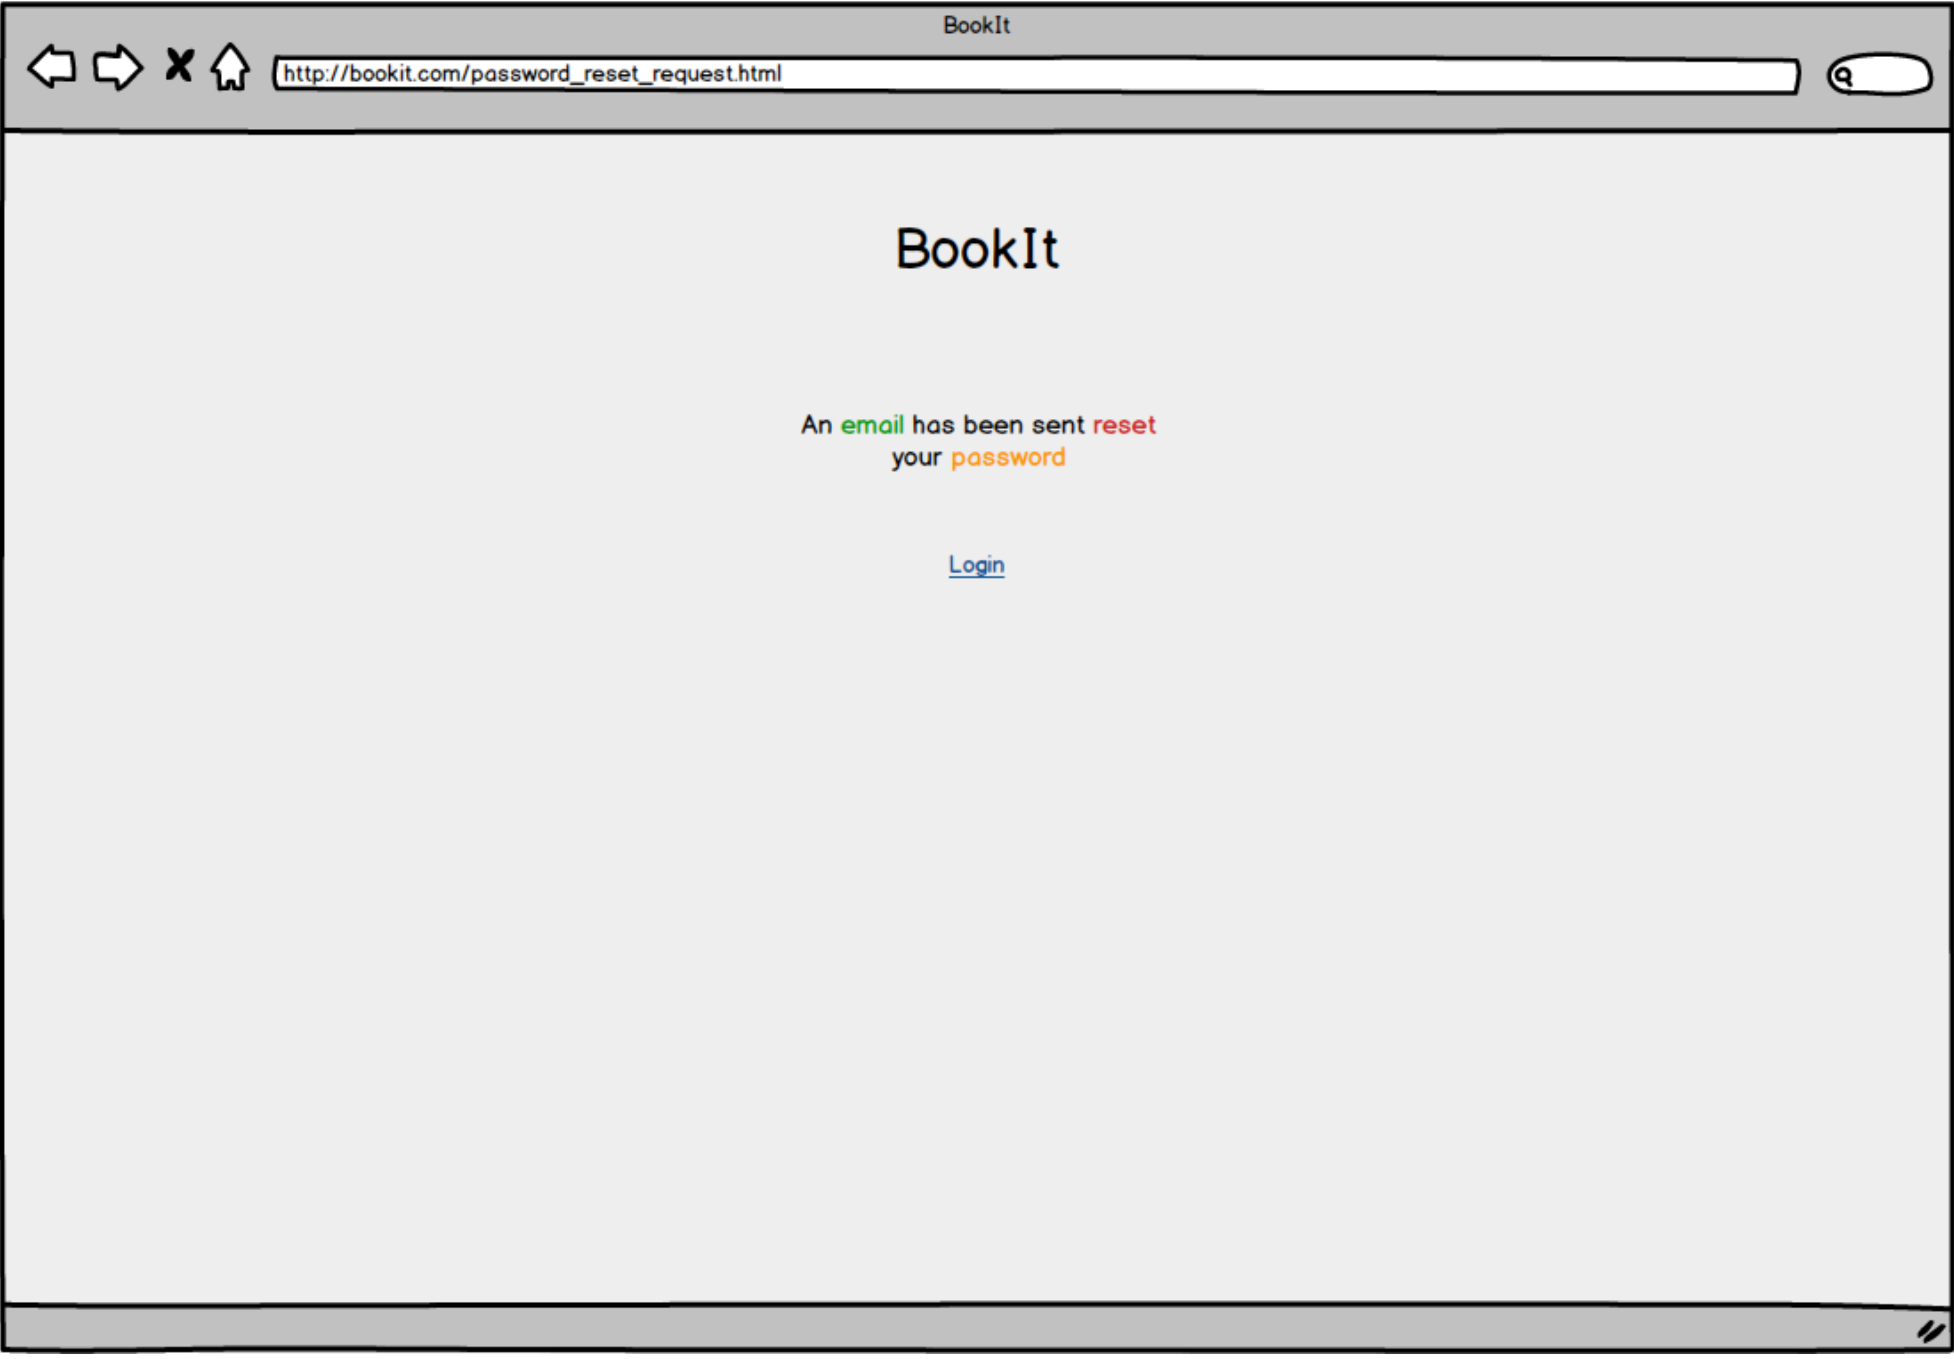 BookIt
http://bookit.com/password_reset_request.html
BookIt
An email has been sent reset
your password
Login